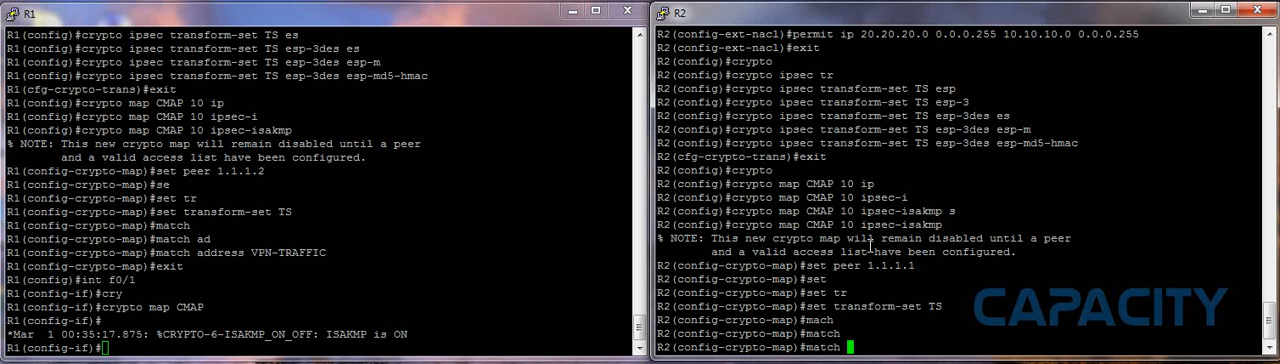 R1
R1(config)#crypto ipsec transform-set TS es
R1(config)#crypto ipsec transform-set TS esp-3des es
R1(config)#crypto ipsec transform-set TS esp-3des esp-m
R1(config)#crypto ipsec transform-set TS esp-3des esp-md5-hmac
R1(cfg-crypto-trans)#exit
R1(config)#crypto map CMAP 10 ip
R1(config)#crypto map CMAP 10 ipsec-i
R1(config)#crypto map CMAP 10 ipsec-isakmp
% NOTE: This new crypto map will remain disabled until a peer
and a valid access list have been configured.
R1(config-crypto-map)#set peer 1.1.1.2
R1(config-crypto-map)#se
R1(config-crypto-map)#set tr
R1(config-crypto-map)#set transform-set TS
R1(config-crypto-map)#match
R1(config-crypto-map)#match ad
R1(config-crypto-map)#match address VPN-TRAFFIC
R1(config-crypto-map)#exit
R1(config)#int f0/1
R1(config-if)#cry
R1(config-if)#crypto map CMAP
R1(config-if)#
*Mar  1 00:35:17.875: %CRYPTO-6-ISAKMP_ON_OFF: ISAKMP is ON
R1(config-if)#
R2
R2(config-ext-nacl)#permit ip 20.20.20.0 0.0.0.255 10.10.10.0 0.0.0.255
R2(config-ext-nacl)#exit
R2(config)#crypto
R2(config)#crypto ipsec tr
R2(config)#crypto ipsec transform-set TS esp
R2(config)#crypto ipsec transform-set TS esp-3
R2(config)#crypto ipsec transform-set TS esp-3des es
R2(config)#crypto ipsec transform-set TS esp-3des esp-m
R2(config)#crypto ipsec transform-set TS esp-3des esp-md5-hmac
R2(cfg-crypto-trans)#exit
R2(config)#crypto
R2(config)#crypto map CMAP 10 ip
R2(config)#crypto map CMAP 10 ipsec-i
R2(config)#crypto map CMAP 10 ipsec-isakmp s
R2(config)#crypto map CMAP 10 ipsec-isakmp
% NOTE: This new crypto map will remain disabled until a peer
and a valid access list have been configured.
R2(config-crypto-map)#set peer 1.1.1.1
R2(config-crypto-map)#set
R2(config-crypto-map)#set tr
R2(config-crypto-map)#set transform-set TS
R2(config-crypto-map)#mach
R2(config-crypto-map)#match
R2(config-crypto-map)#match
CAPACITY